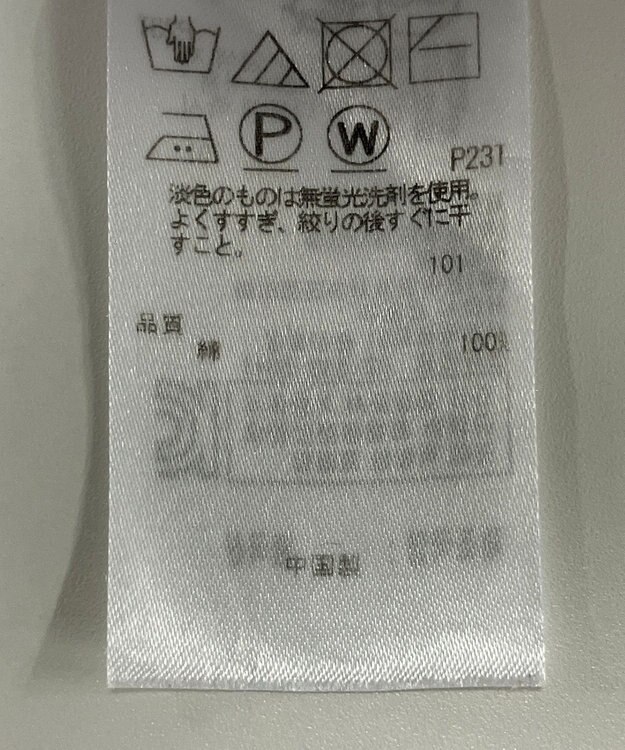 P W
P231
淡色のものは無蛍光洗剤を使用。
よくすすぎ、絞りの後すぐに干
すこと。
101
品質
綿 100%
中国製